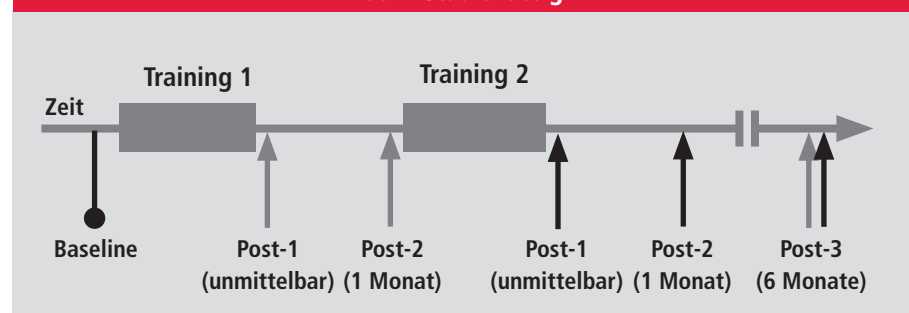 Training 1
Training 2
Zeit
Baseline
Post-1
(unmittelbar)
Post-2
(1 Monat)
Post-1
(unmittelbar)
Post-2
(1 Monat)
Post-3
(6 Monate)